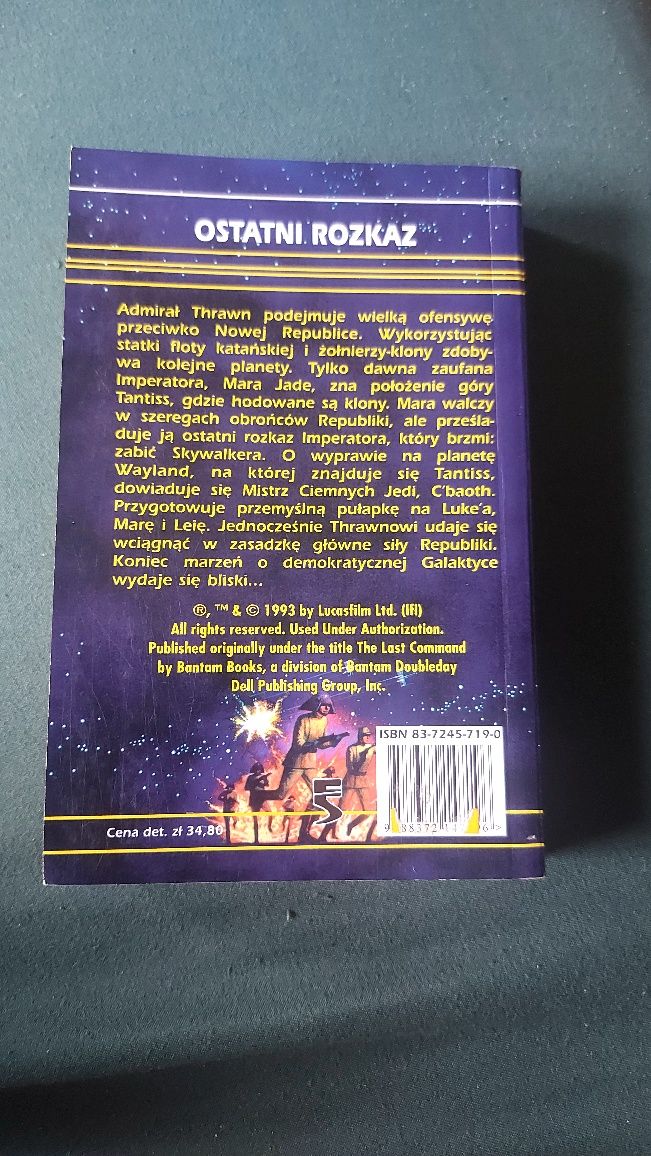 OSTATNI ROZKAZ
Admirał Thrawn podejmuje wielką ofensywę
przeciwko Nowej Republice. Wykorzystując
statki floty katańskiej i żołnierzy-klony zdoby-
wa kolejne planety. Tylko dawna zaufana
Imperatora, Mara Jade, zna położenie góry
Tantiss, gdzie hodowane są klony. Mara walczy
w szeregach obrońców Republiki, ale prześla-
duje ją ostatni rozkaz Imperatora, który brzmi:
zabić Skywalkera. O wyprawie na planetę
Wayland, na której znajduje się Tantiss,
dowiaduje się Mistrz Ciemnych Jedi, C'baoth.
Przygotowuje przemyślną pułapkę na Luke'a,
Marę i Leię. Jednocześnie Thrawnowi udaje się
wciągnąć w zasadzkę główne siły Republiki.
Koniec marzeń o demokratycznej Galaktyce
wydaje się bliski...
®, ™ & © 1993 by Lucasfilm Ltd. (lfl)
All rights reserved. Used Under Authorization.
Published originally under the title The Last Command
by Bantam Books, a division of Bantam Doubleday
Dell Publishing Group, Inc.
ISBN 83-7245-719-0
Cena det. zł 34,80